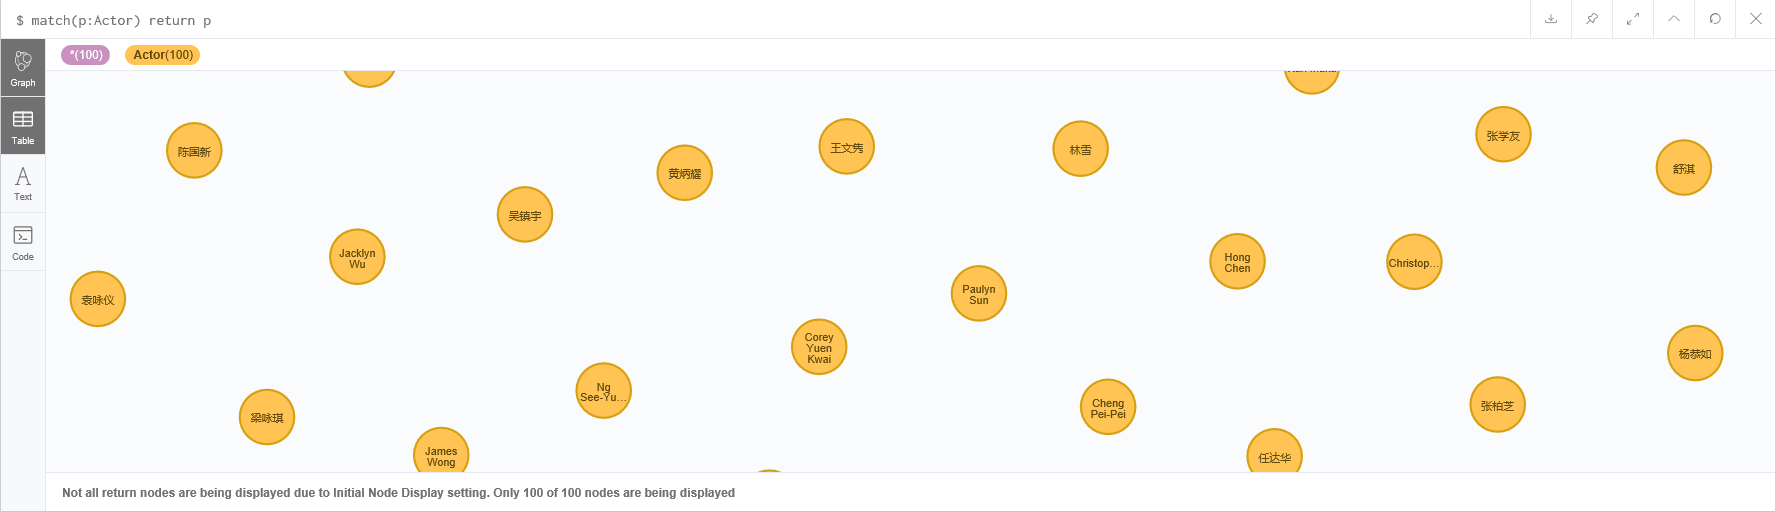 $ match(p:Actor) return p
*(100)
Actor(100)
Graph
Table
Text
Code
陈国新
黄炳耀
王文隽
林雪
张学友
舒淇
吴镇宇
Jacklyn
Wu
Hong
Chen
Christop...
袁咏仪
Paulyn
Sun
Corey
Yuen
Kwai
杨恭如
Ng
See-Yu...
Cheng
Pei-Pei
张柏芝
梁咏琪
James
Wong
任达华
Not all return nodes are being displayed due to Initial Node Display setting. Only 100 of 100 nodes are being displayed